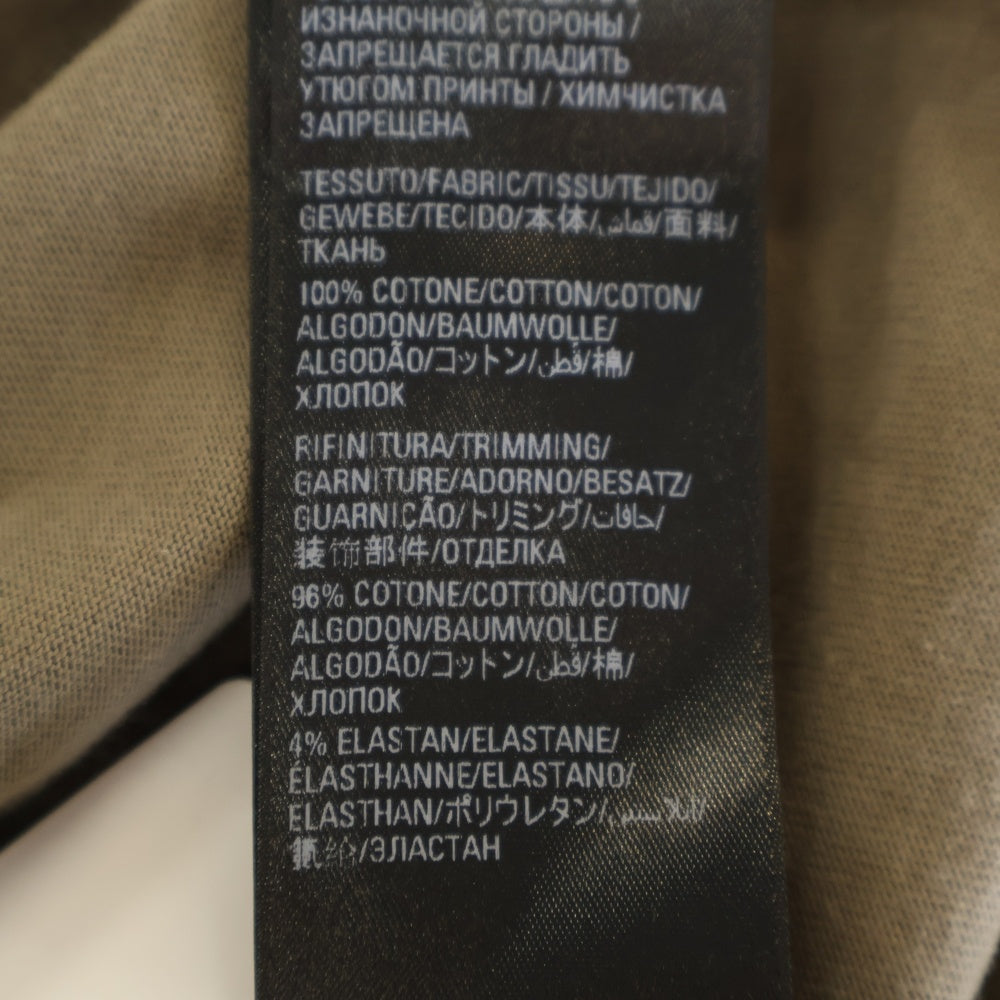 ИЗНАНОЧНОЙ СТОРОНЫ /
ЗАПРЕЩАЕТСЯ ГЛАДИТЬ
УТЮГОМ ПРИНТЫ / ХИМЧИСТКА
ЗАПРЕЩЕНА
TESSUTO/FABRIC/TISSU/TEJIDO/
GEWEBE/TECIDO/本体/قماش/面料/
ТКАНЬ
100% COTONE/COTTON/COTON/
ALGODON/BAUMWOLLE/
ALGODÃO/コットン/قطن/棉/
ХЛОПОК
RIFINITURA/TRIMMING/
GARNITURE/ADORNO/BESATZ/
GUARNIÇÃO/トリミング/حافات/
装饰部件/ОТДЕЛКА
96% COTONE/COTTON/COTON/
ALGODON/BAUMWOLLE/
ALGODÃO/コットン/قطن/棉/
ХЛОПОК
4% ELASTAN/ELASTANE/
ÉLASTHANNE/ELASTANO/
ELASTHAN/ポリウレタン/
/ЭЛАСТАН